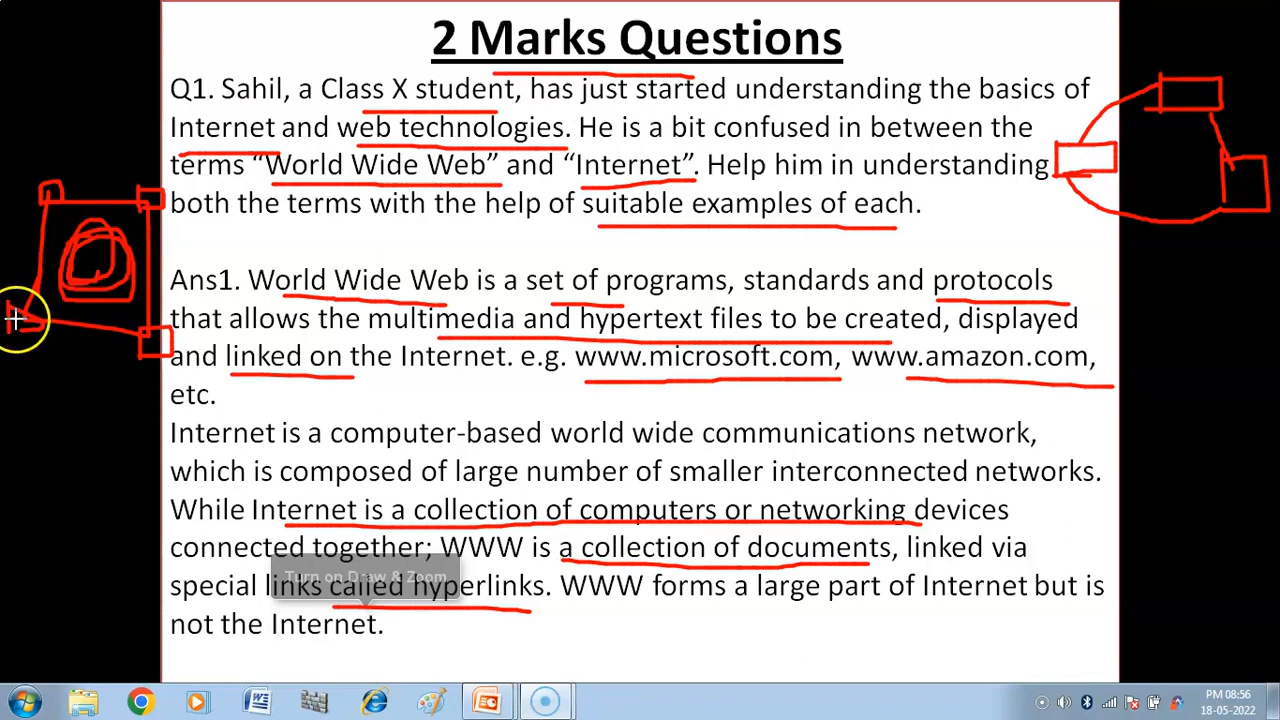 2 Marks Questions
Q1. Sahil, a Class X student, has just started understanding the basics of
Internet and web technologies. He is a bit confused in between the
terms “World Wide Web” and “Internet”. Help him in understanding
both the terms with the help of suitable examples of each.
Ans1. World Wide Web is a set of programs, standards and protocols
that allows the multimedia and hypertext files to be created, displayed
and linked on the Internet. e.g. www.microsoft.com, www.amazon.com,
etc.
Internet is a computer-based world wide communications network,
which is composed of large number of smaller interconnected networks.
While Internet is a collection of computers or networking devices
connected together; WWW is a collection of documents, linked via
Turn on Draw & Zoom
special links called hyperlinks. WWW forms a large part of Internet but is
not the Internet.
PM 08:56
18-05-2022